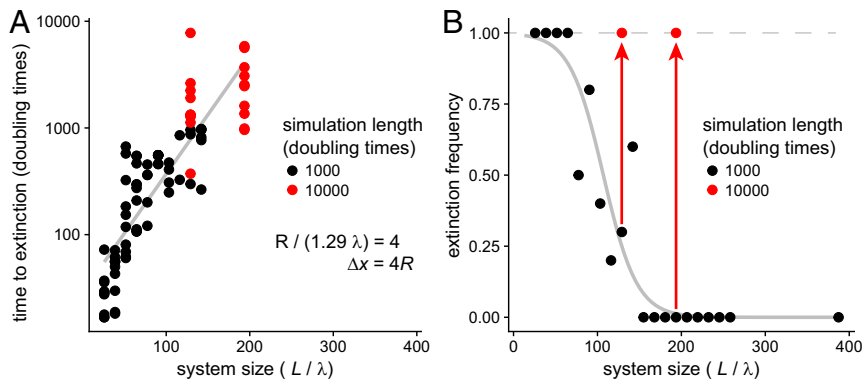 A
time to extinction (doubling times)
10000
1000
100
100
200
300
400
system size ( L / λ)
simulation length
(doubling times)
1000
10000
R / (1.29 λ) = 4
Δx = 4R
B
extinction frequency
1.00
0.75
0.50
0.25
0.00
0
100
200
300
400
system size ( L / λ)
simulation length
(doubling times)
1000
10000